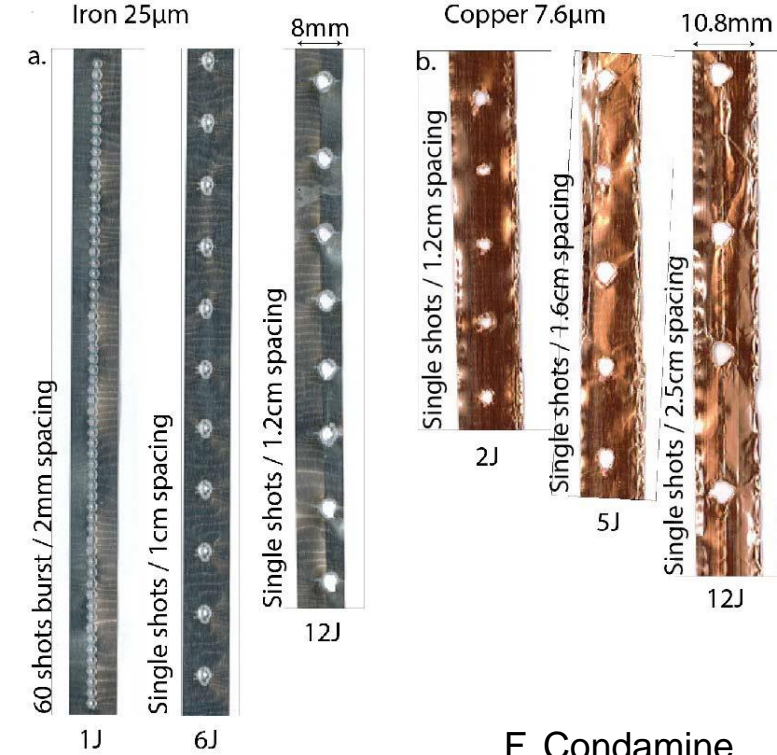 Iron 25µm
Copper 7.6µm
8mm
10.8mm
a.
60 shots burst / 2mm spacing
1J
Single shots / 1cm spacing
6J
Single shots / 1.2cm spacing
12J
b.
Single shots / 1.2cm spacing
2J
Single shots / 1.6cm spacing
5J
Single shots / 2.5cm spacing
12J
F. Condamine